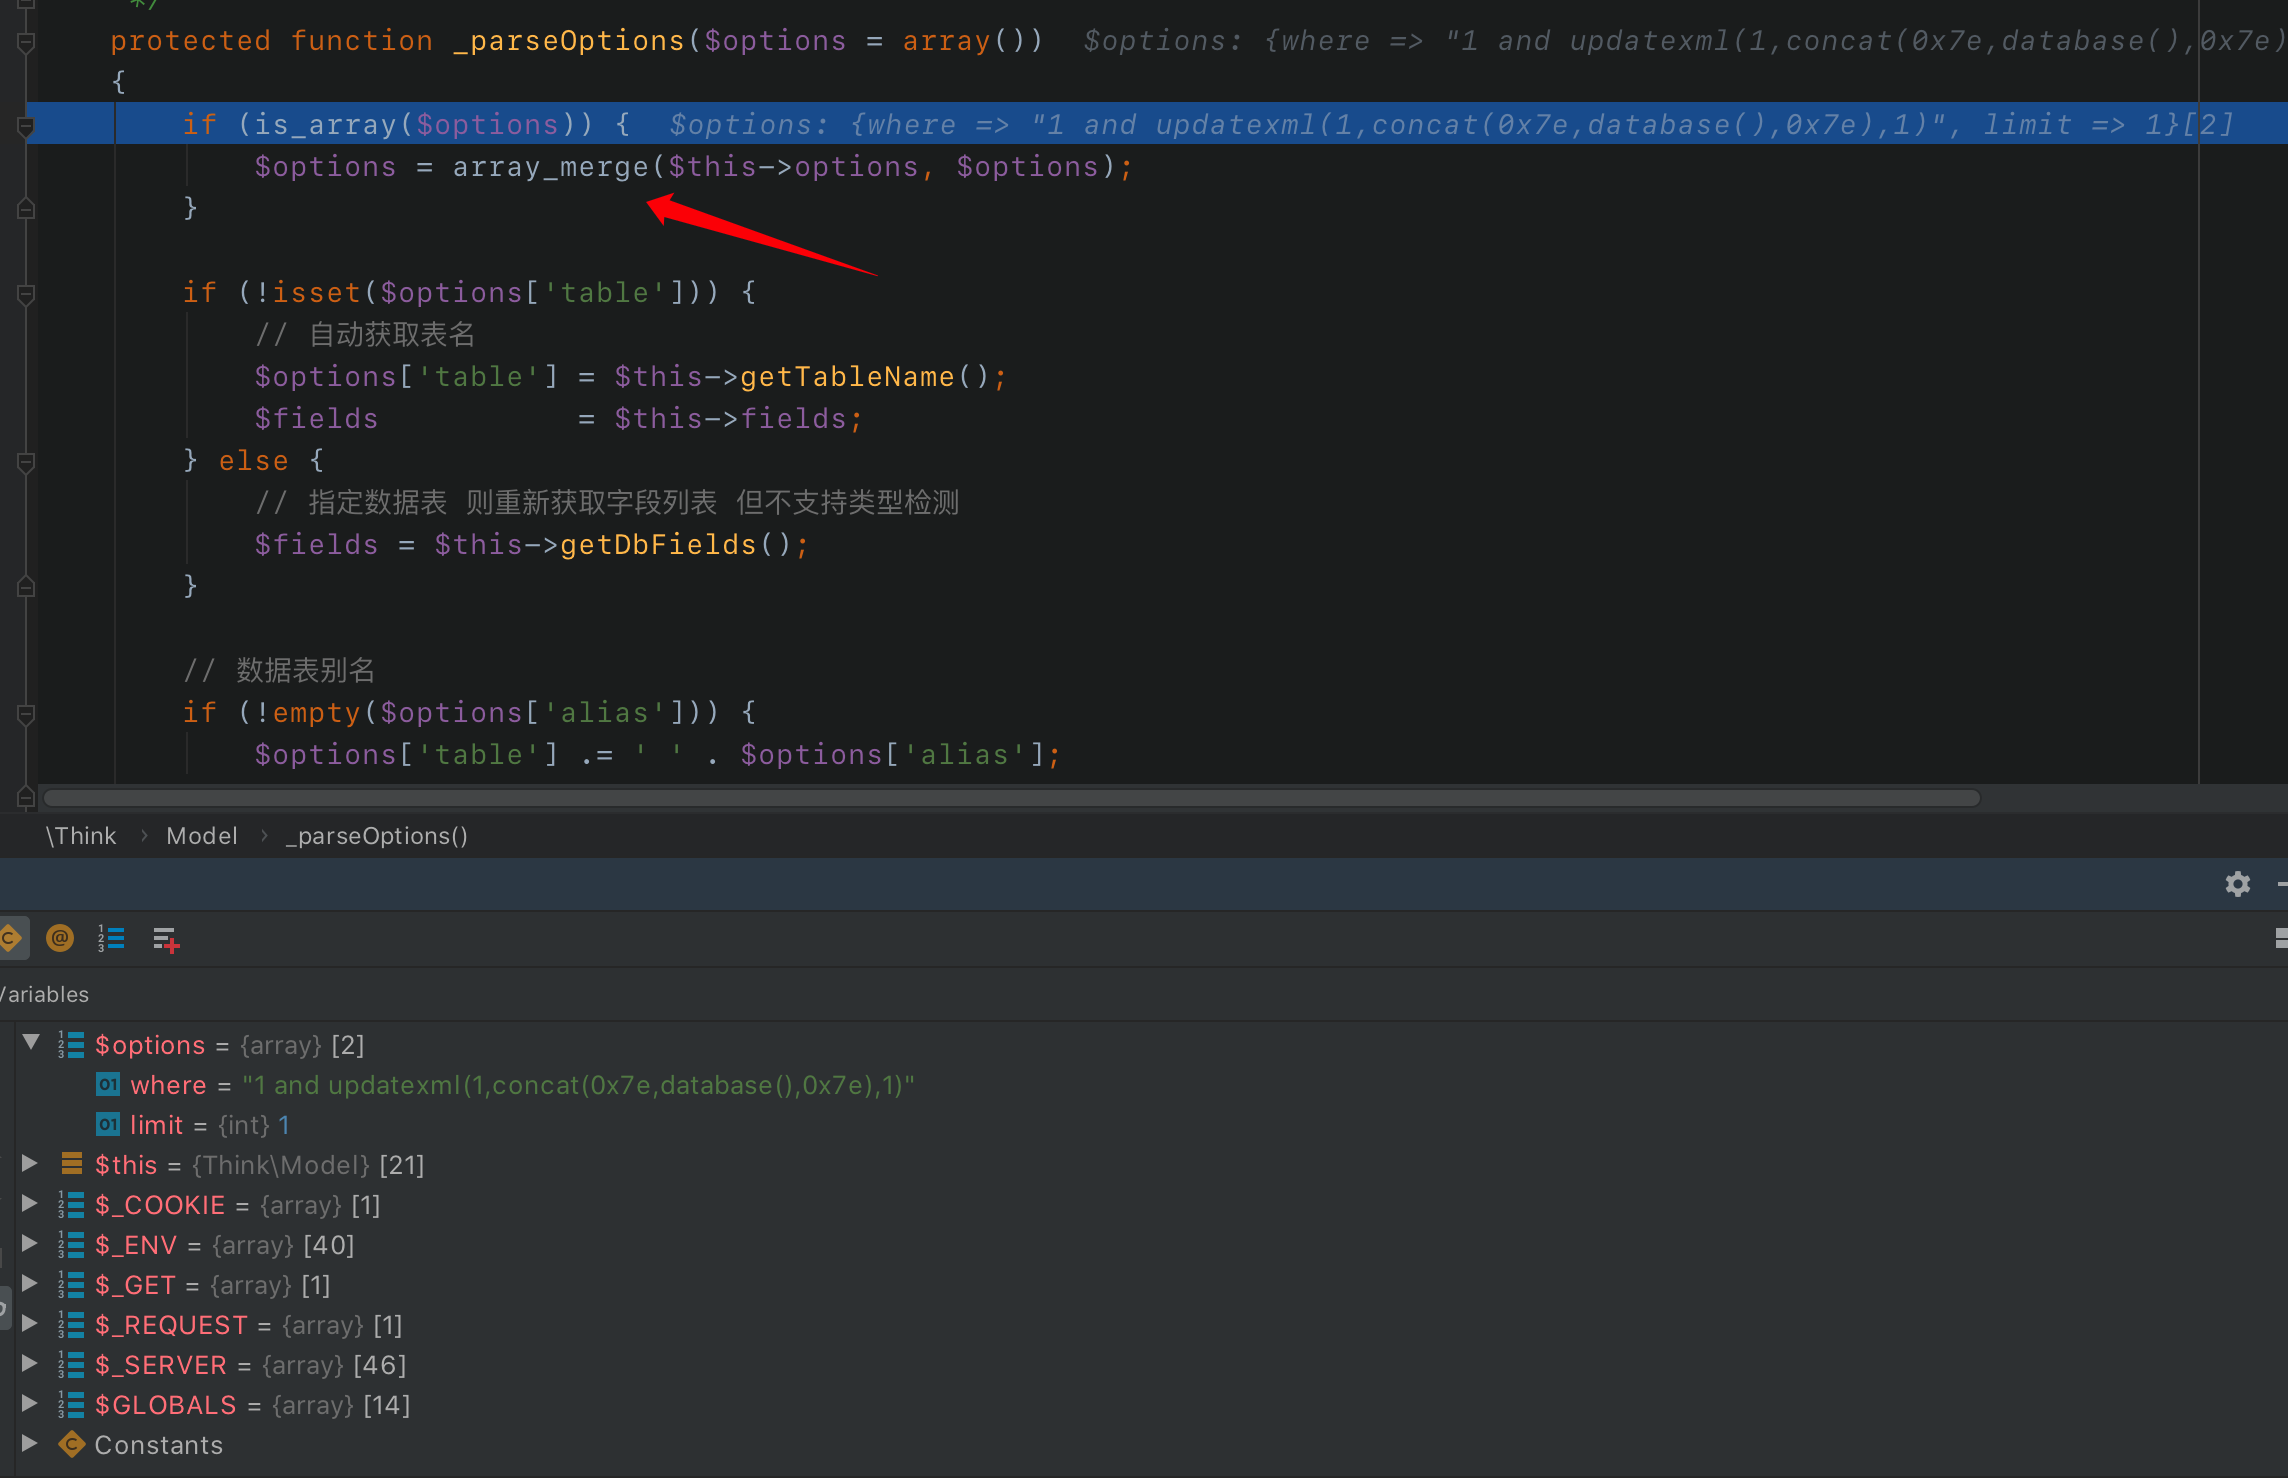 */
protected function _parseOptions($options = array())  $options: {where => "1 and updatexml(1,concat(0x7e,database(),0x7e)
{
if (is_array($options)) {  $options: {where => "1 and updatexml(1,concat(0x7e,database(),0x7e),1)", limit => 1}[2]
$options = array_merge($this->options, $options);
}
if (!isset($options['table'])) {
// 自动获取表名
$options['table'] = $this->getTableName();
$fields           = $this->fields;
} else {
// 指定数据表 则重新获取字段列表 但不支持类型检测
$fields = $this->getDbFields();
}
// 数据表别名
if (!empty($options['alias'])) {
$options['table'] .= ' ' . $options['alias'];
\Think › Model › _parseOptions()
Variables
$options = {array} [2]
where = "1 and updatexml(1,concat(0x7e,database(),0x7e),1)"
limit = {int} 1
$this = {Think\Model} [21]
$_COOKIE = {array} [1]
$_ENV = {array} [40]
$_GET = {array} [1]
$_REQUEST = {array} [1]
$_SERVER = {array} [46]
$GLOBALS = {array} [14]
Constants